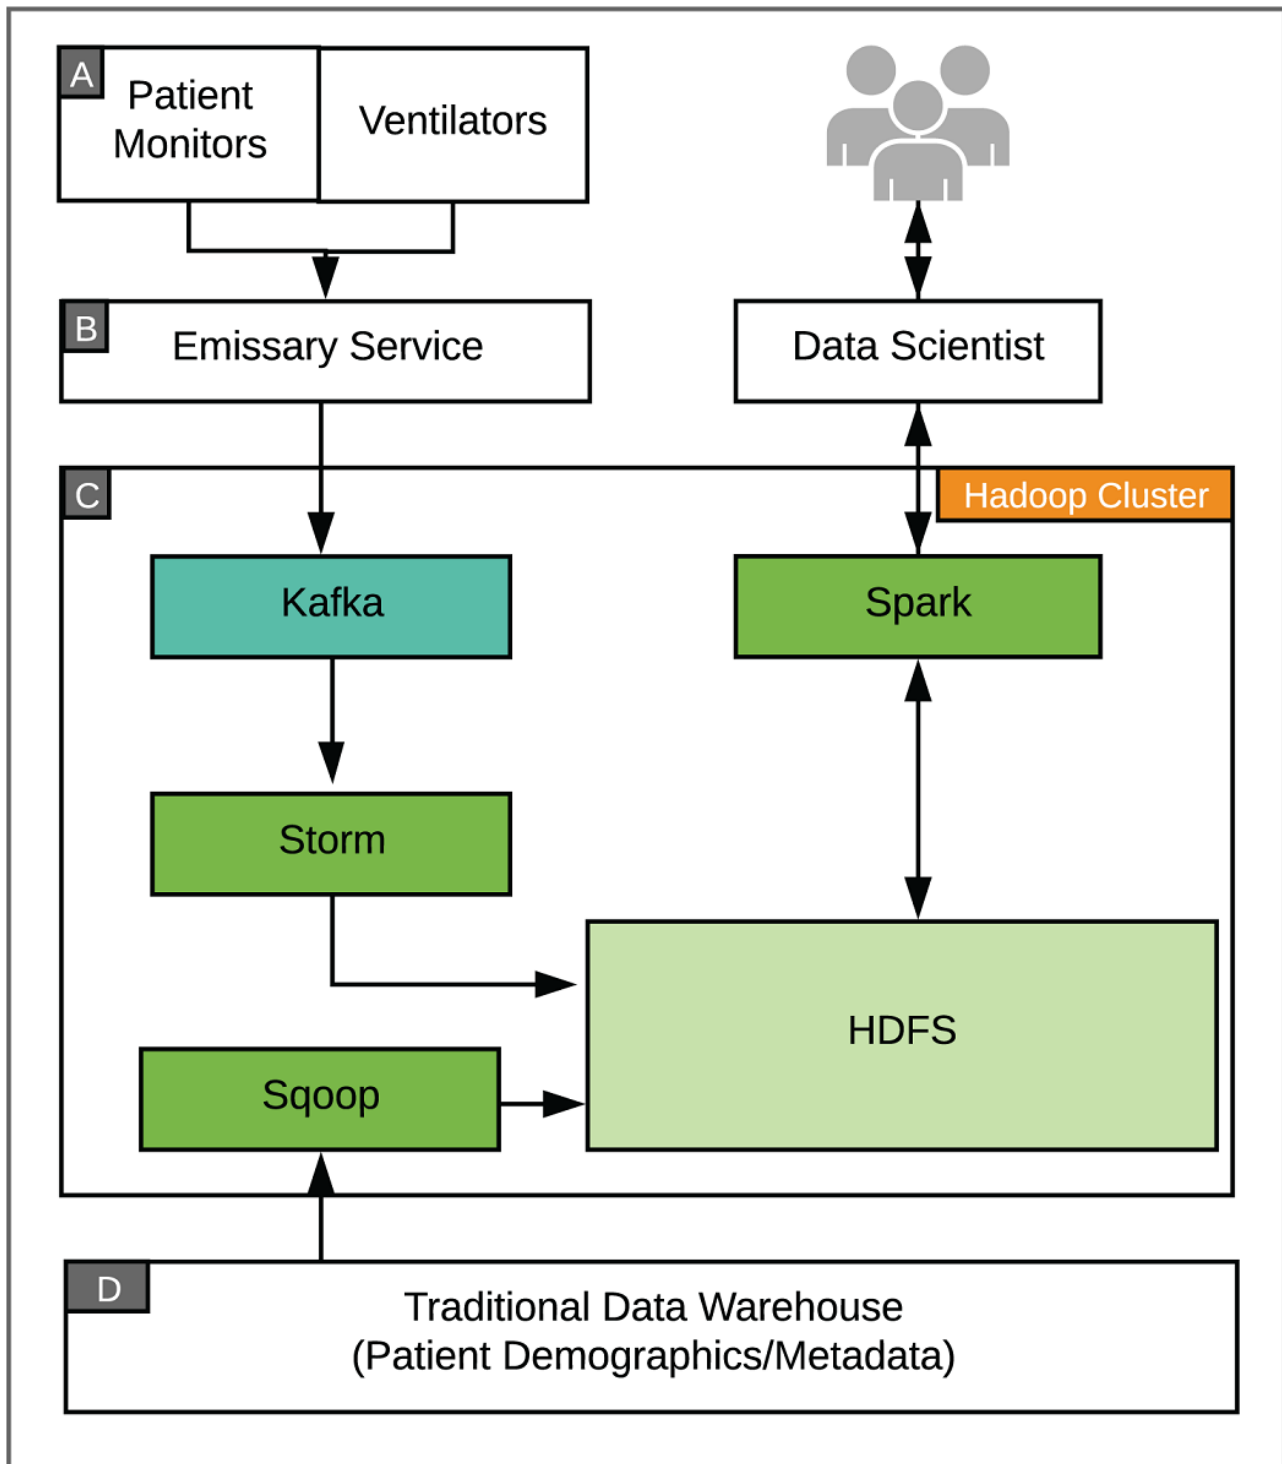 A
Patient
Monitors
Ventilators
B
Emissary Service
Data Scientist
C
Hadoop Cluster
Kafka
Spark
Storm
HDFS
Sqoop
D
Traditional Data Warehouse
(Patient Demographics/Metadata)